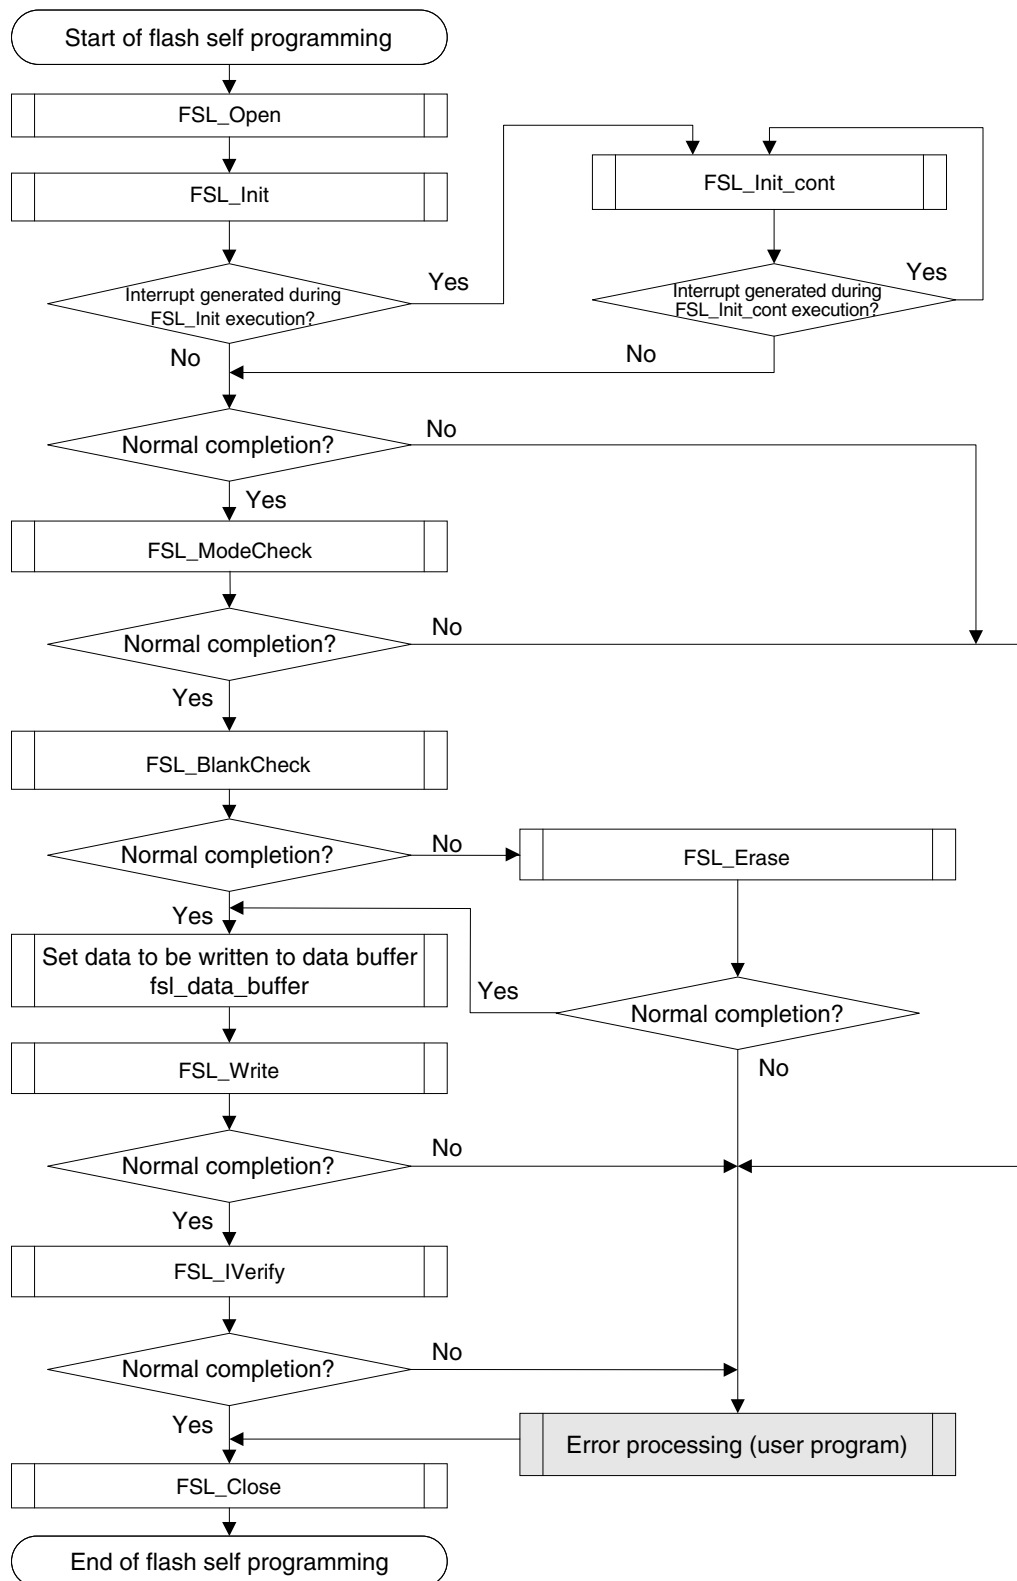 Start of flash self programming
FSL_Open
FSL_Init
FSL_Init_cont
Interrupt generated during
FSL_Init execution?
Yes
Interrupt generated during
FSL_Init_cont execution?
Yes
No
No
Normal completion?
No
Yes
FSL_ModeCheck
Normal completion?
No
Yes
FSL_BlankCheck
Normal completion?
No
FSL_Erase
Yes
Set data to be written to data buffer
fsl_data_buffer
Yes
Normal completion?
No
FSL_Write
Normal completion?
No
Yes
FSL_IVerify
Normal completion?
No
Yes
Error processing (user program)
FSL_Close
End of flash self programming